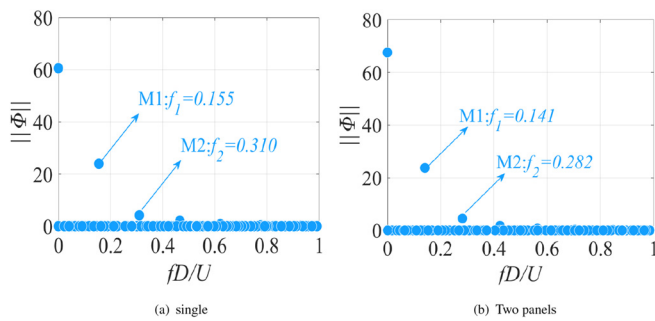 80
60
40
20
0
||Φ||
M1:f1=0.155
M2:f2=0.310
0 0.2 0.4 0.6 0.8 1
fD/U
(a) single
80
60
40
20
0
||Φ||
M1:f1=0.141
M2:f2=0.282
0 0.2 0.4 0.6 0.8 1
fD/U
(b) Two panels